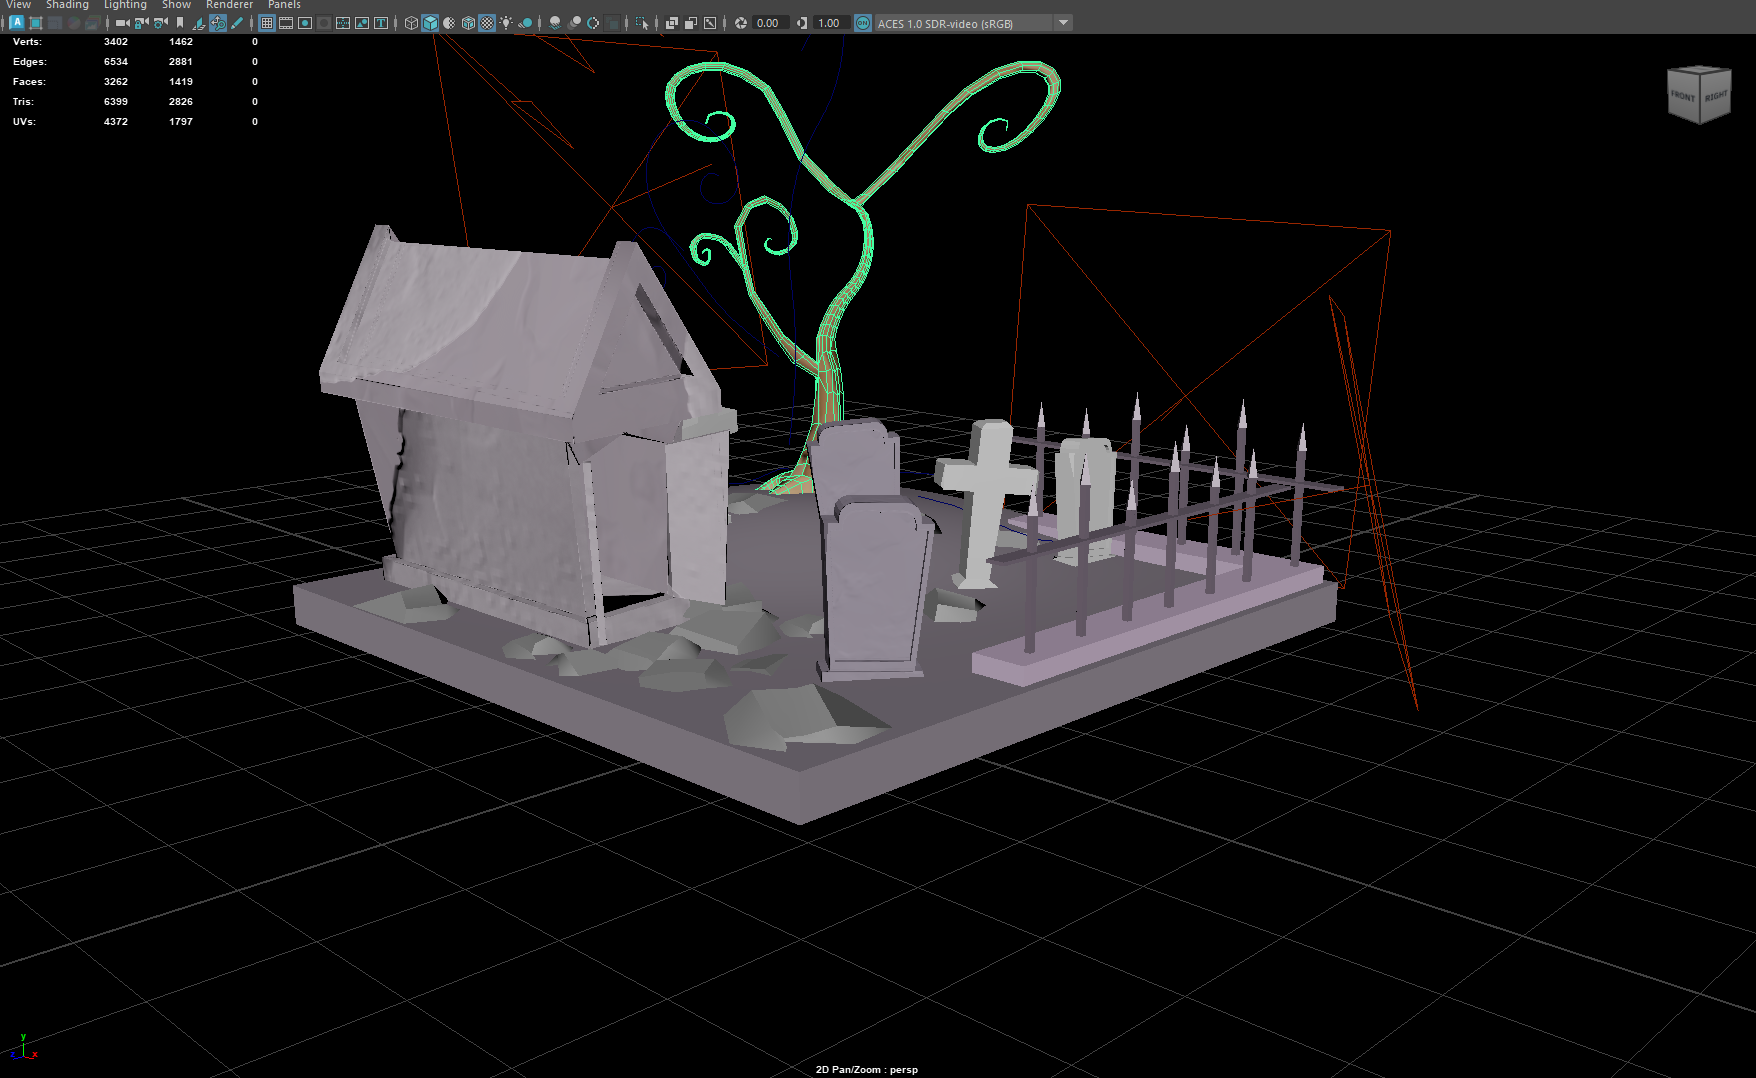 View Shading Lighting Show Renderer Panels
A T 0.00 1.00 ON ACES 1.0 SDR-video (sRGB)
Verts: 3402 1462 0
Edges: 6534 2881 0
Faces: 3262 1419 0
Tris: 6399 2826 0
UVs: 4372 1797 0
FRONT RIGHT
y
z x
2D Pan/Zoom : persp